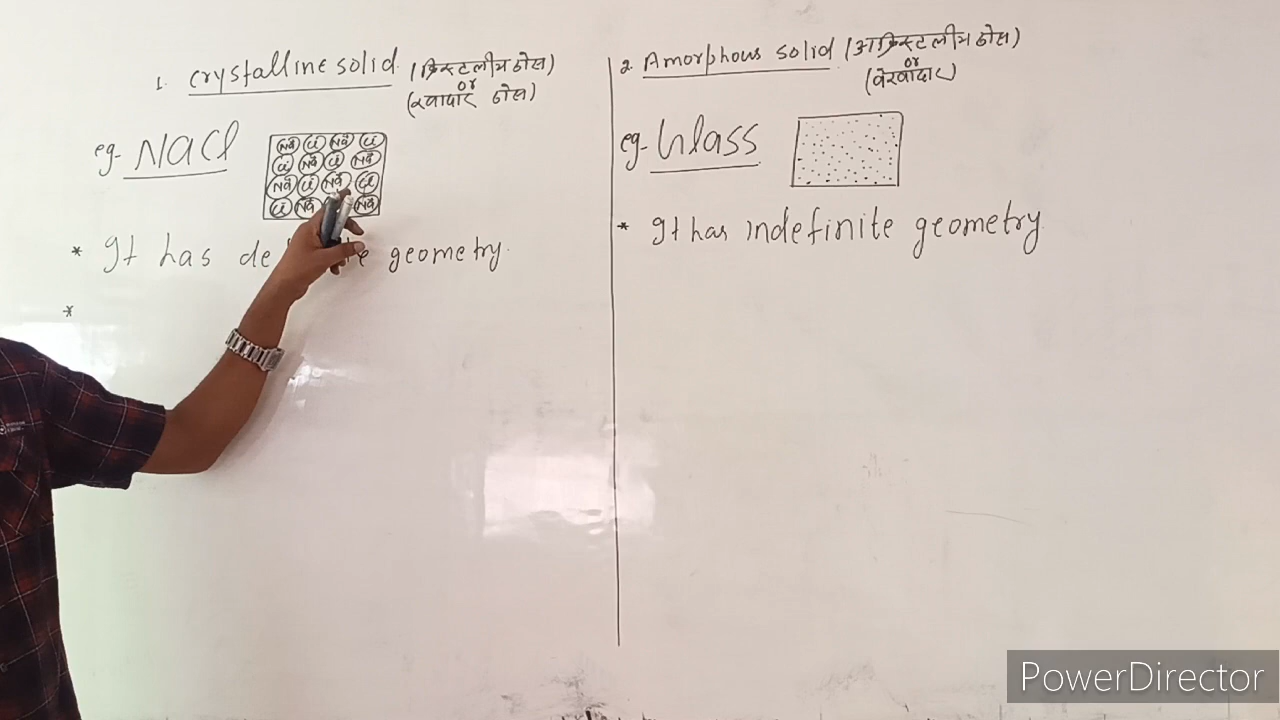 1. Crystalline solid. (क्रिस्टलीय ठोस)
or
(रवादार ठोस)
eg- NACl
Na Cl Na Cl
Cl Na Cl Na
Na Cl Na Cl
Cl Na Na
* It has de te geometry.
*
2. Amorphous solid (अक्रिस्टलीय ठोस)
or
(बेरवादार)
eg- Glass
* It has indefinite geometry
PowerDirector